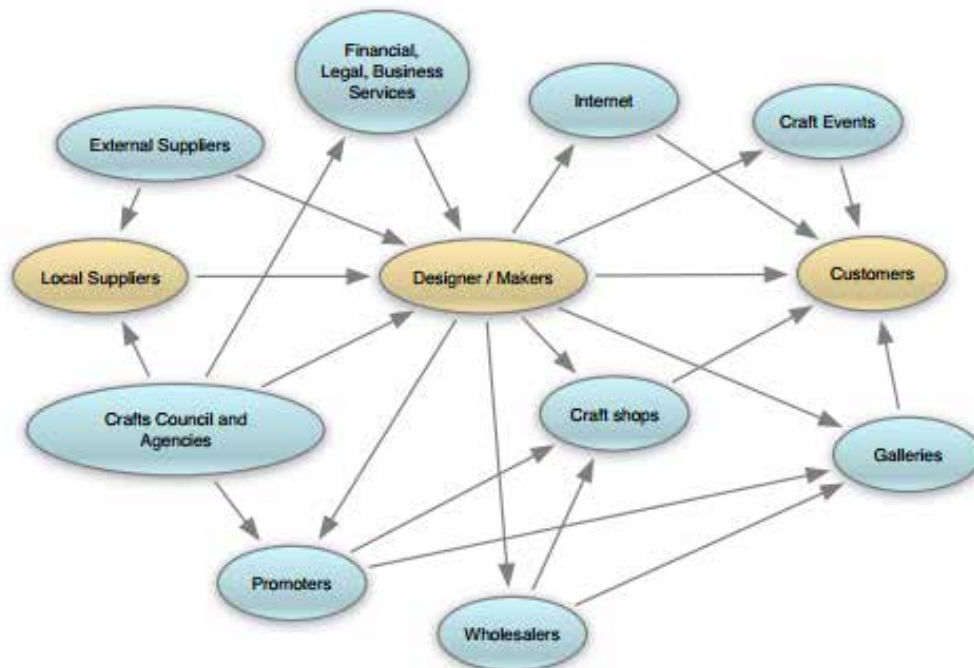 Financial,
Legal, Business
Services
Internet
Craft Events
External Suppliers
Local Suppliers
Designer / Makers
Customers
Crafts Council and
Agencies
Craft shops
Galleries
Promoters
Wholesalers